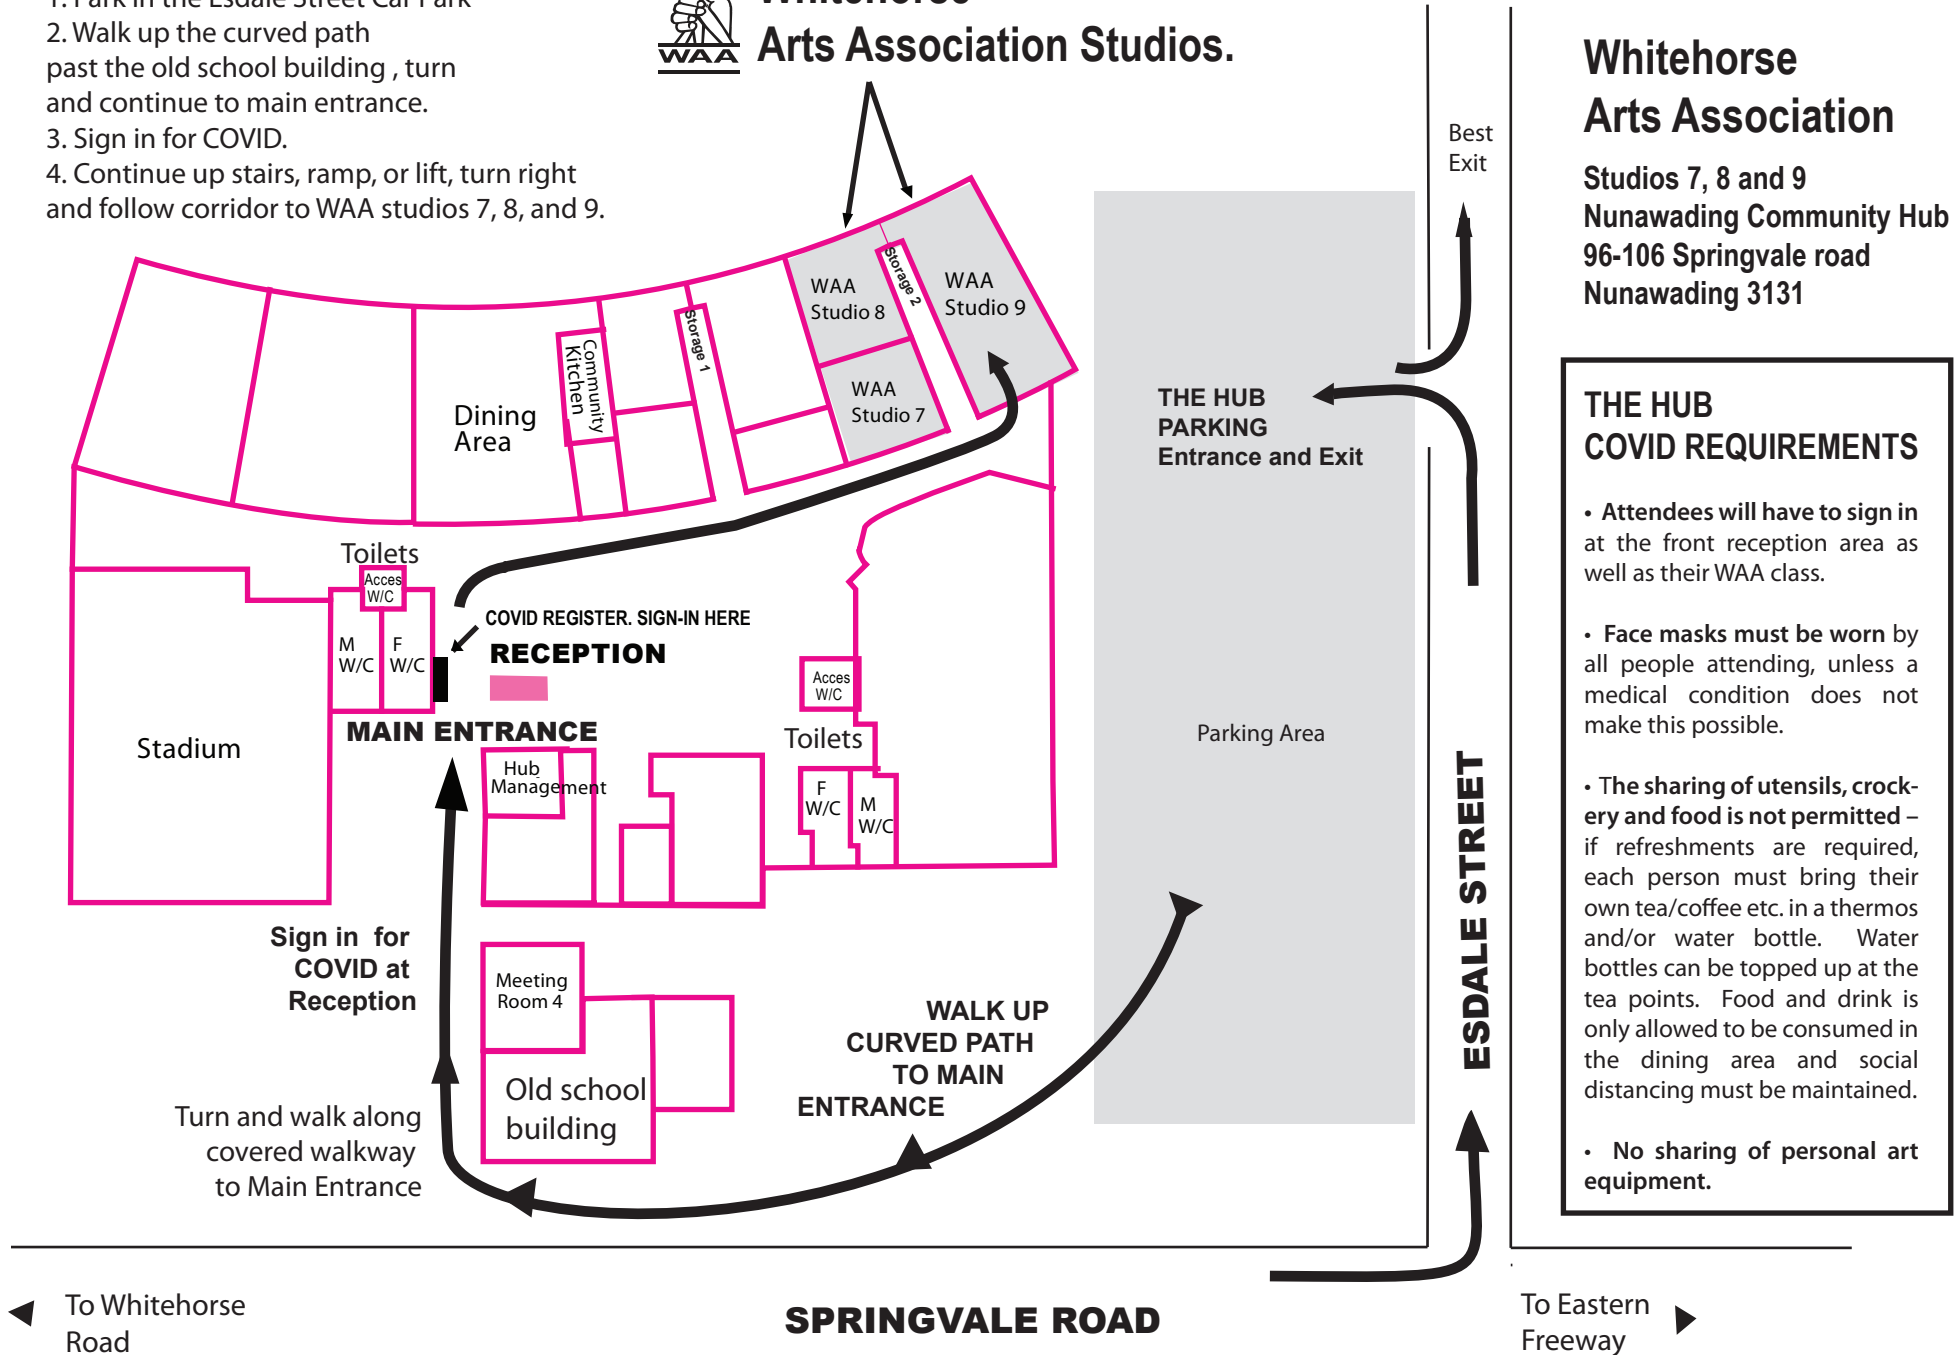 1. Park in the Esdale Street Car Park
2. Walk up the curved path
past the old school building , turn
and continue to main entrance.
3. Sign in for COVID.
4. Continue up stairs, ramp, or lift, turn right
and follow corridor to WAA studios 7, 8, and 9.
WAA
Whitehorse
Arts Association Studios.
Best
Exit
Whitehorse
Arts Association
Studios 7, 8 and 9
Nunawading Community Hub
96-106 Springvale road
Nunawading 3131
WAA
Studio 8
Storage 2
WAA
Studio 9
Storage 1
Community
Kitchen
Dining
Area
WAA
Studio 7
THE HUB
PARKING
Entrance and Exit
THE HUB
COVID REQUIREMENTS
• Attendees will have to sign in
at the front reception area as
well as their WAA class.
• Face masks must be worn by
all people attending, unless a
medical condition does not
make this possible.
• The sharing of utensils, crock-
ery and food is not permitted –
if refreshments are required,
each person must bring their
own tea/coffee etc. in a thermos
and/or water bottle. Water
bottles can be topped up at the
tea points. Food and drink is
only allowed to be consumed in
the dining area and social
distancing must be maintained.
• No sharing of personal art
equipment.
Toilets
Acces
W/C
M
W/C
F
W/C
COVID REGISTER. SIGN-IN HERE
RECEPTION
MAIN ENTRANCE
Stadium
Hub
Management
Acces
W/C
Toilets
F
W/C
M
W/C
Parking Area
ESDALE STREET
Sign in for
COVID at
Reception
Meeting
Room 4
Old school
building
WALK UP
CURVED PATH
TO MAIN
ENTRANCE
Turn and walk along
covered walkway
to Main Entrance
To Whitehorse
Road
SPRINGVALE ROAD
To Eastern
Freeway